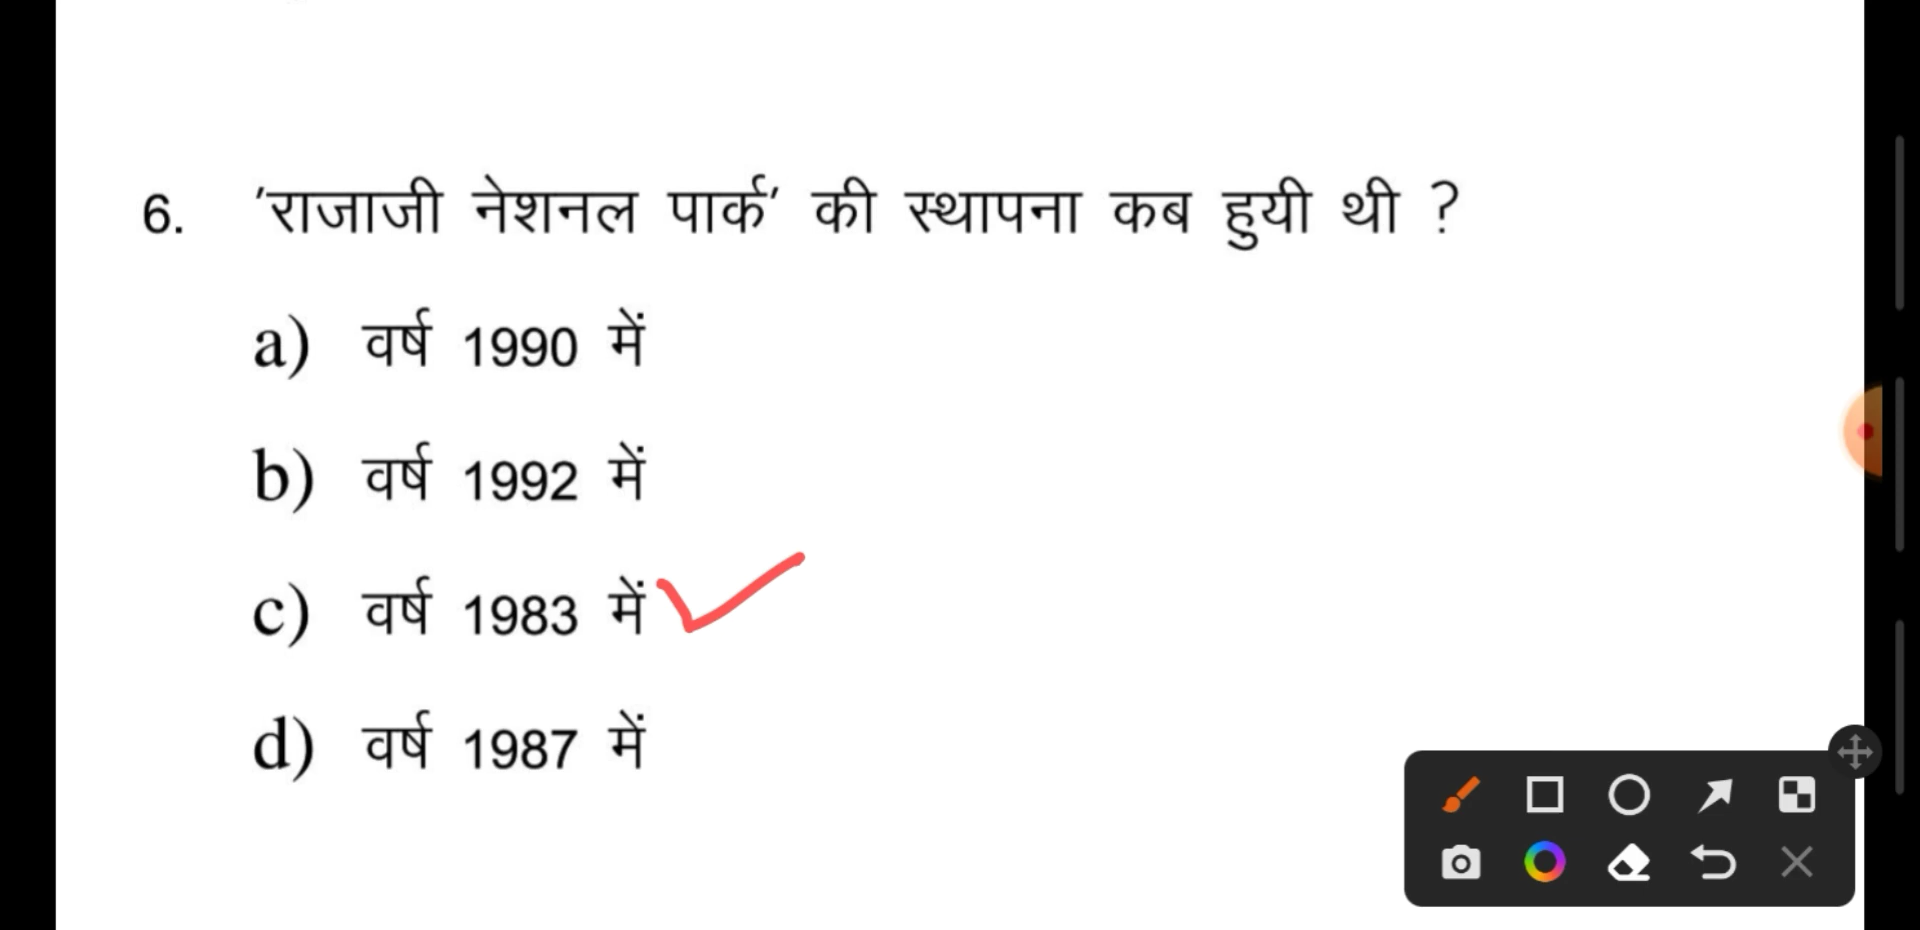 6. 'राजाजी नेशनल पार्क' की स्थापना कब हुयी थी ?
a) वर्ष 1990 में
b) वर्ष 1992 में
c) वर्ष 1983 में
d) वर्ष 1987 में